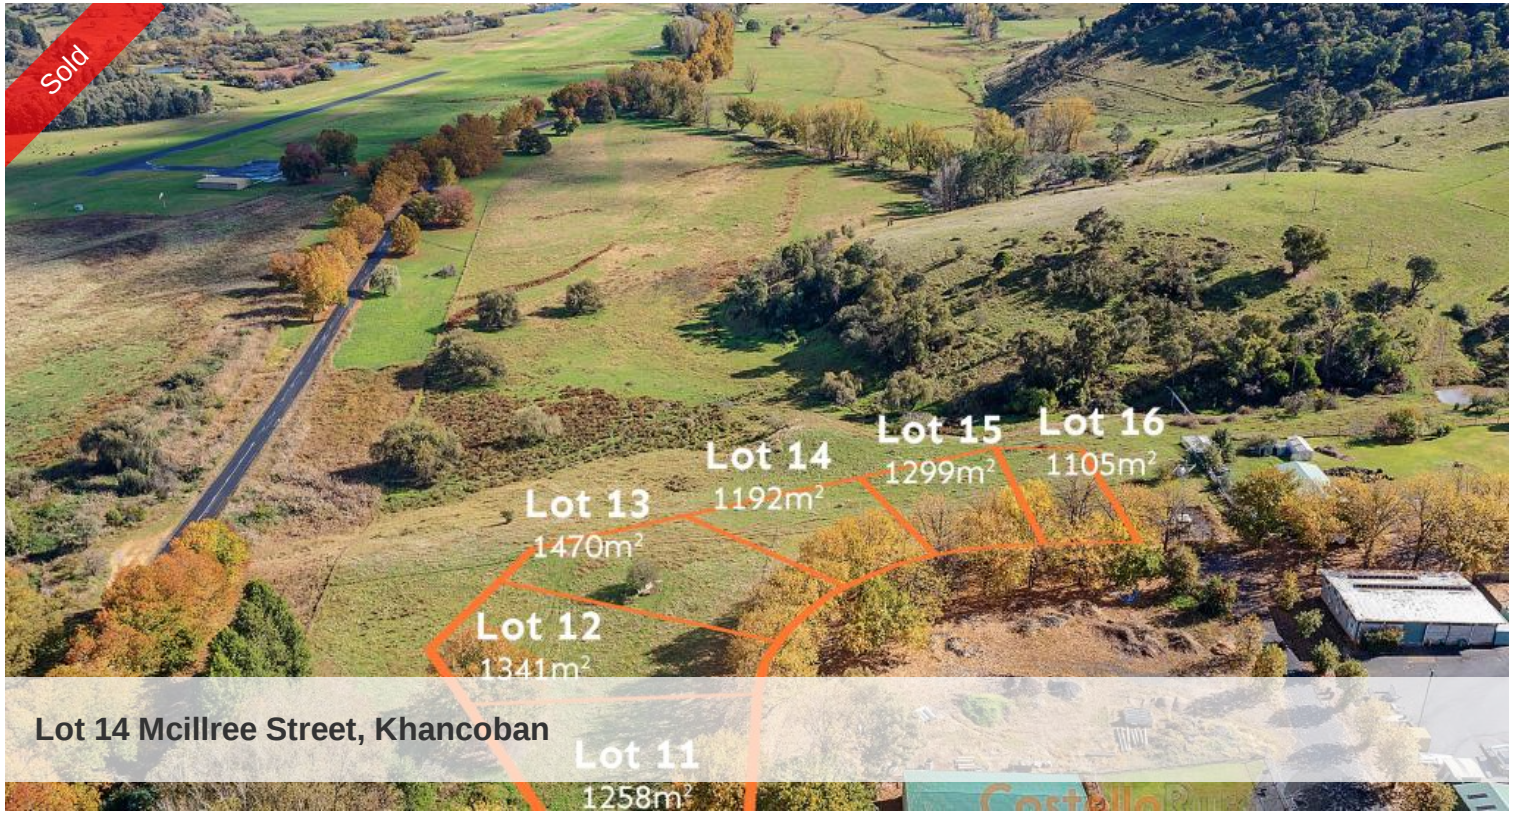 Sold
Lot 16
1105m²
Lot 15
1299m²
Lot 14
1192m²
Lot 13
1470m²
Lot 12
1341m²
Lot 14 Mcillree Street, Khancoban
Lot 11
1258m²
Costello